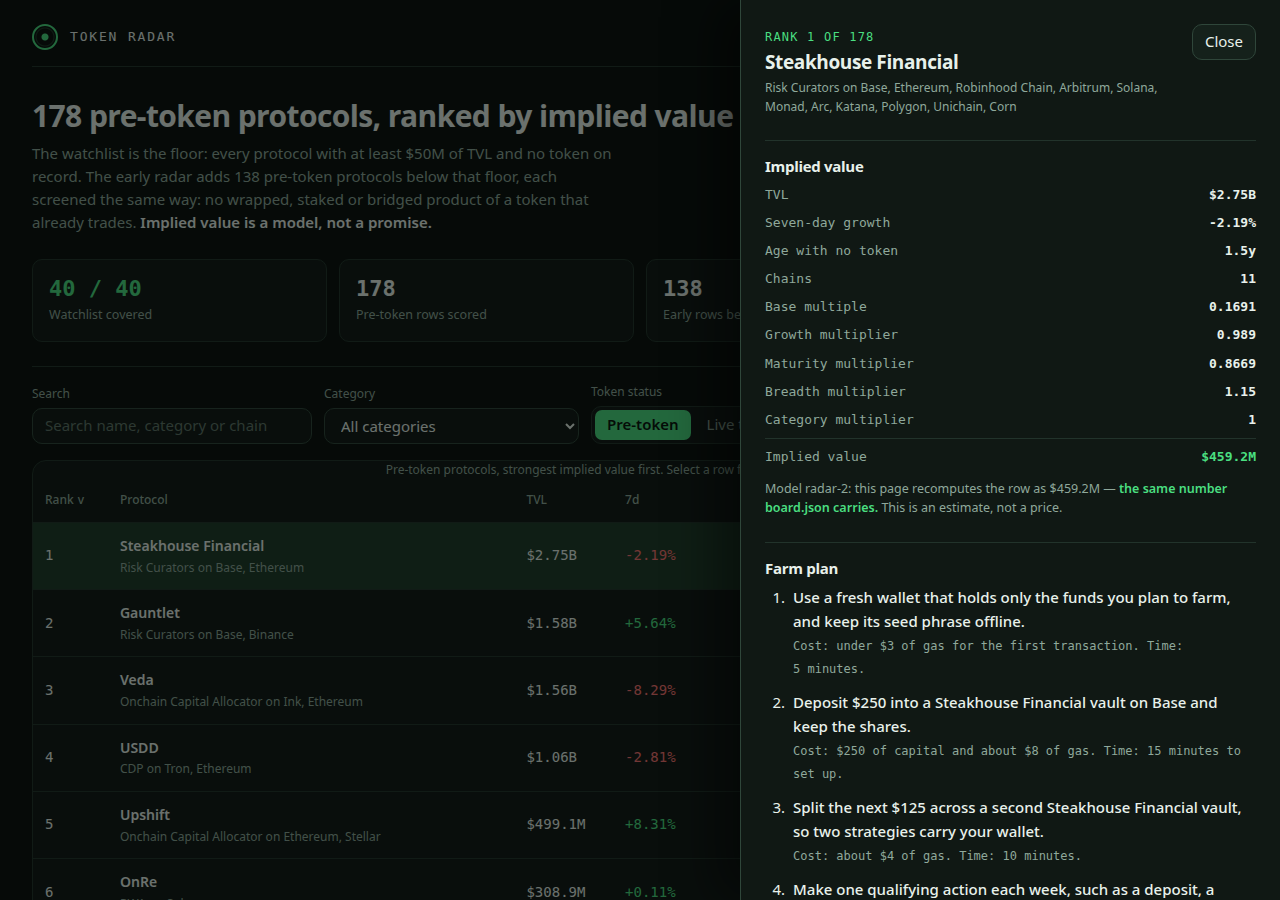 TOKEN RADAR
178 pre-token protocols, ranked by implied value
The watchlist is the floor: every protocol with at least $50M of TVL and no token on
record. The early radar adds 138 pre-token protocols below that floor, each
screened the same way: no wrapped, staked or bridged product of a token that
already trades. Implied value is a model, not a promise.
40 / 40
Watchlist covered
178
Pre-token rows scored
138
Early rows be
Search
Category
Token status
Search name, category or chain
All categories
Pre-token
Live
Pre-token protocols, strongest implied value first. Select a row
Rank v
Protocol
TVL
7d
1
Steakhouse Financial
Risk Curators on Base, Ethereum
$2.75B
-2.19%
2
Gauntlet
Risk Curators on Base, Binance
$1.58B
+5.64%
3
Veda
Onchain Capital Allocator on Ink, Ethereum
$1.56B
-8.29%
4
USDD
CDP on Tron, Ethereum
$1.06B
-2.81%
5
Upshift
Onchain Capital Allocator on Ethereum, Stellar
$499.1M
+8.31%
6
OnRe
$308.9M
+0.11%
RANK 1 OF 178
Close
Steakhouse Financial
Risk Curators on Base, Ethereum, Robinhood Chain, Arbitrum, Solana,
Monad, Arc, Katana, Polygon, Unichain, Corn
Implied value
TVL $2.75B
Seven-day growth -2.19%
Age with no token 1.5y
Chains 11
Base multiple 0.1691
Growth multiplier 0.989
Maturity multiplier 0.8669
Breadth multiplier 1.15
Category multiplier 1
Implied value $459.2M
Model radar-2: this page recomputes the row as $459.2M — the same number
board.json carries. This is an estimate, not a price.
Farm plan
1. Use a fresh wallet that holds only the funds you plan to farm,
and keep its seed phrase offline.
Cost: under $3 of gas for the first transaction. Time:
5 minutes.
2. Deposit $250 into a Steakhouse Financial vault on Base and
keep the shares.
Cost: $250 of capital and about $8 of gas. Time: 15 minutes to
set up.
3. Split the next $125 across a second Steakhouse Financial vault,
so two strategies carry your wallet.
Cost: about $4 of gas. Time: 10 minutes.
4. Make one qualifying action each week, such as a deposit, a